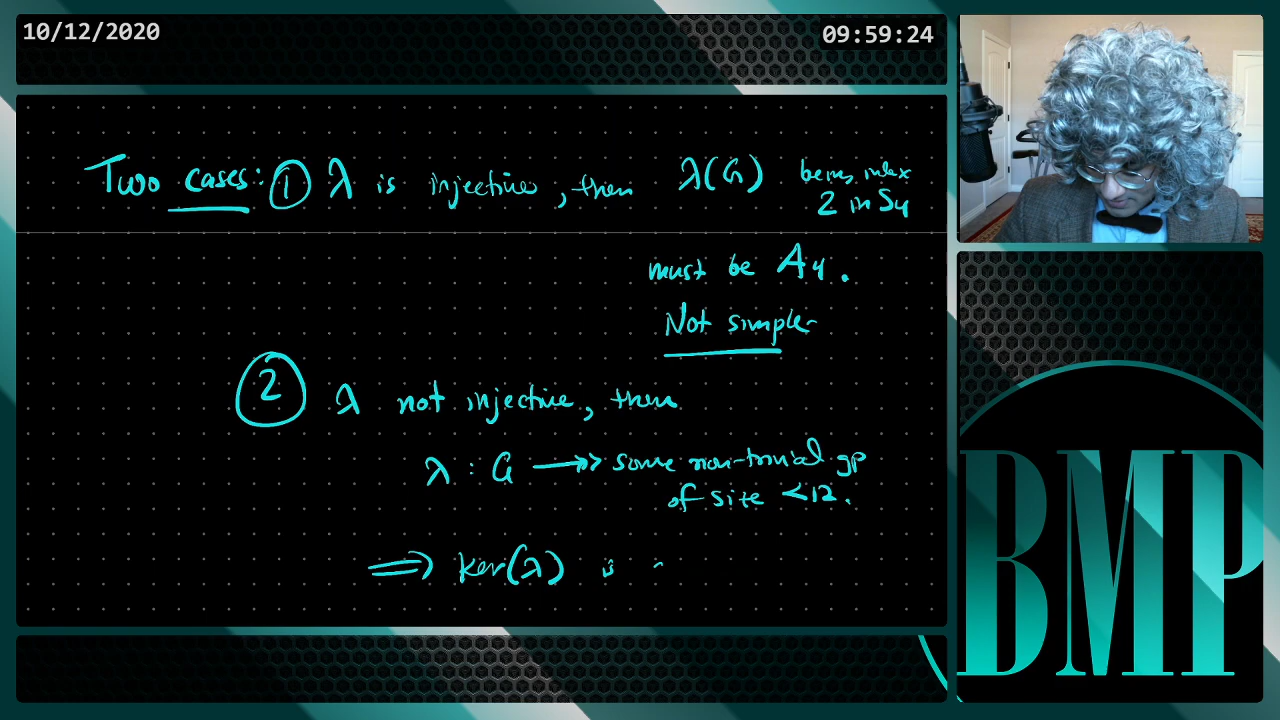 10/12/2020
09:59:24
Two cases: ① λ is injective, then λ(G) being index
2 in S4
must be A4.
Not simple
② λ not injective, then
λ : G ↠ some non-trivial gp
of size <12.
⟹ ker(λ) is
BMP